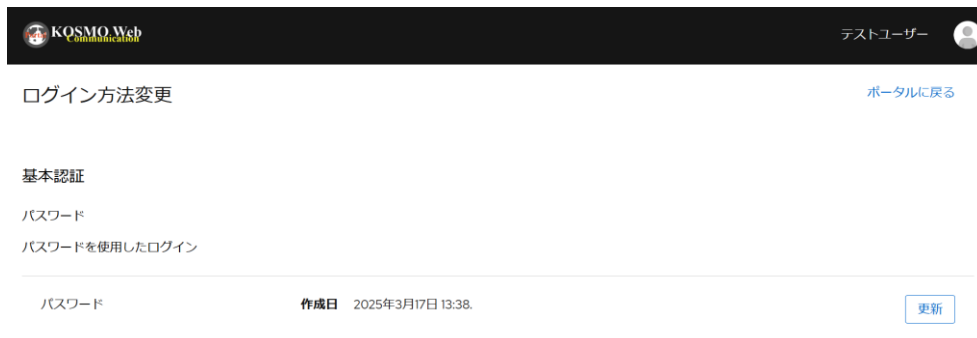 KOSMO Web
Communication
テストユーザー
ログイン方法変更
ポータルに戻る
基本認証
パスワード
パスワードを使用したログイン
パスワード 作成日 2025年3月17日 13:38. 更新